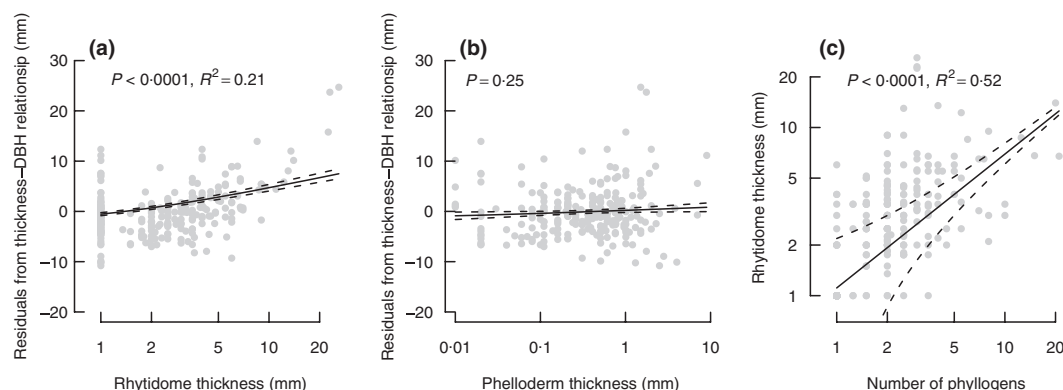 (a)
P < 0·0001, R² = 0.21
Residuals from thickness–DBH relationsip (mm)
30
20
10
0
–10
–20
1
2
5
10
20
Rhytidome thickness (mm)
(b)
P = 0·25
Residuals from thickness–DBH relationsip (mm)
30
20
10
0
–10
–20
0·01
0·1
1
10
Phelloderm thickness (mm)
(c)
P < 0·0001, R² = 0·52
Rhytidome thickness (mm)
20
10
5
2
1
1
2
5
10
20
Number of phyllogens